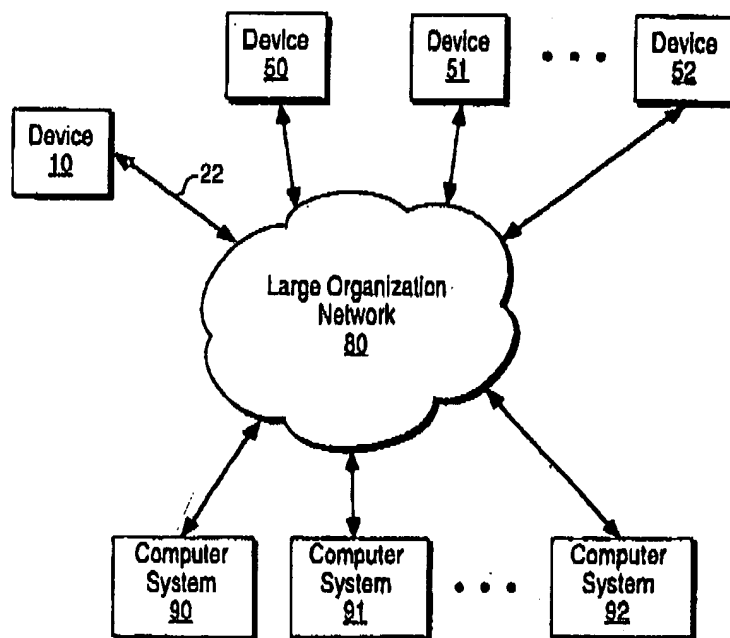 Device
50
Device
51
Device
52
Device
10
22
Large Organization
Network
80
Computer
System
90
Computer
System
91
Computer
System
92